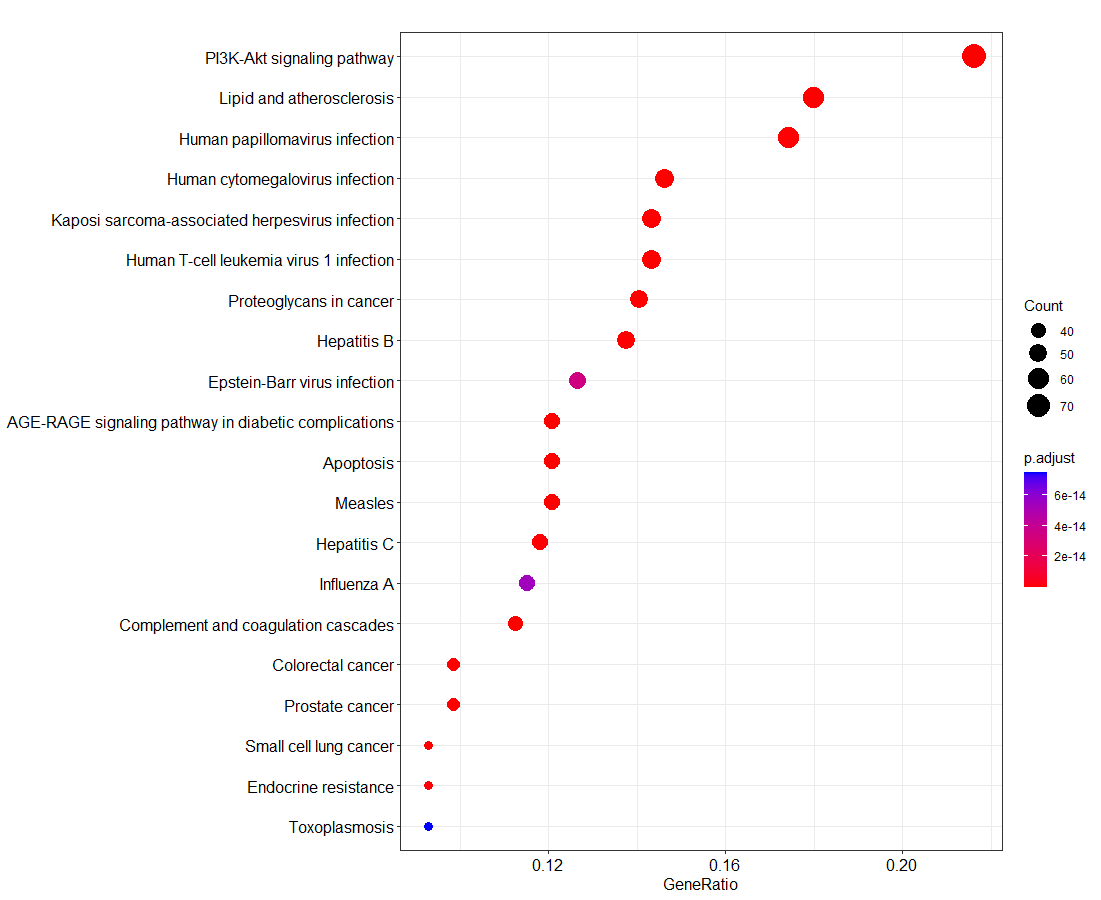 PI3K-Akt signaling pathway
Lipid and atherosclerosis
Human papillomavirus infection
Human cytomegalovirus infection
Kaposi sarcoma-associated herpesvirus infection
Human T-cell leukemia virus 1 infection
Proteoglycans in cancer
Hepatitis B
Epstein-Barr virus infection
AGE-RAGE signaling pathway in diabetic complications
Apoptosis
Measles
Hepatitis C
Influenza A
Complement and coagulation cascades
Colorectal cancer
Prostate cancer
Small cell lung cancer
Endocrine resistance
Toxoplasmosis
0.12
0.16
0.20
GeneRatio
Count
40
50
60
70
p.adjust
6e-14
4e-14
2e-14